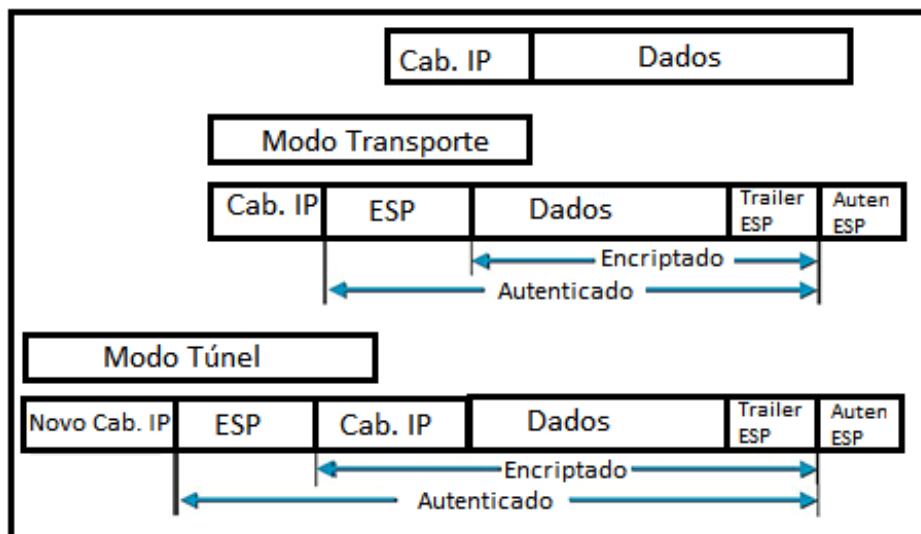 Cab. IP Dados
Modo Transporte
Cab. IP ESP Dados Trailer ESP Auten ESP
Encriptado
Autenticado
Modo Túnel
Novo Cab. IP ESP Cab. IP Dados Trailer ESP Auten ESP
Encriptado
Autenticado